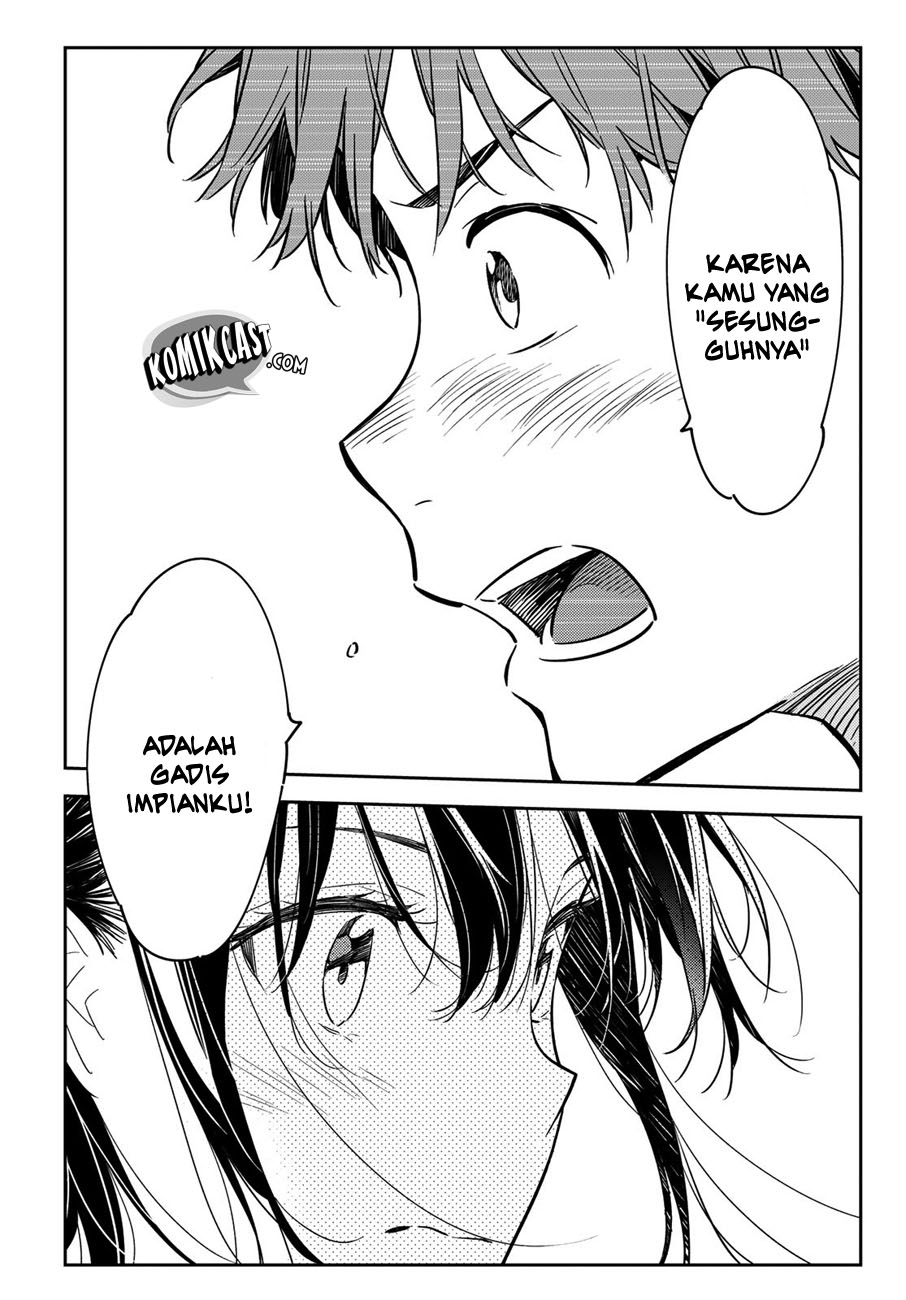 KARENA
KAMU YANG
"SESUNG-
GUHNYA"
KOMIKCAST
.COM
ADALAH
GADIS
IMPIANKU!